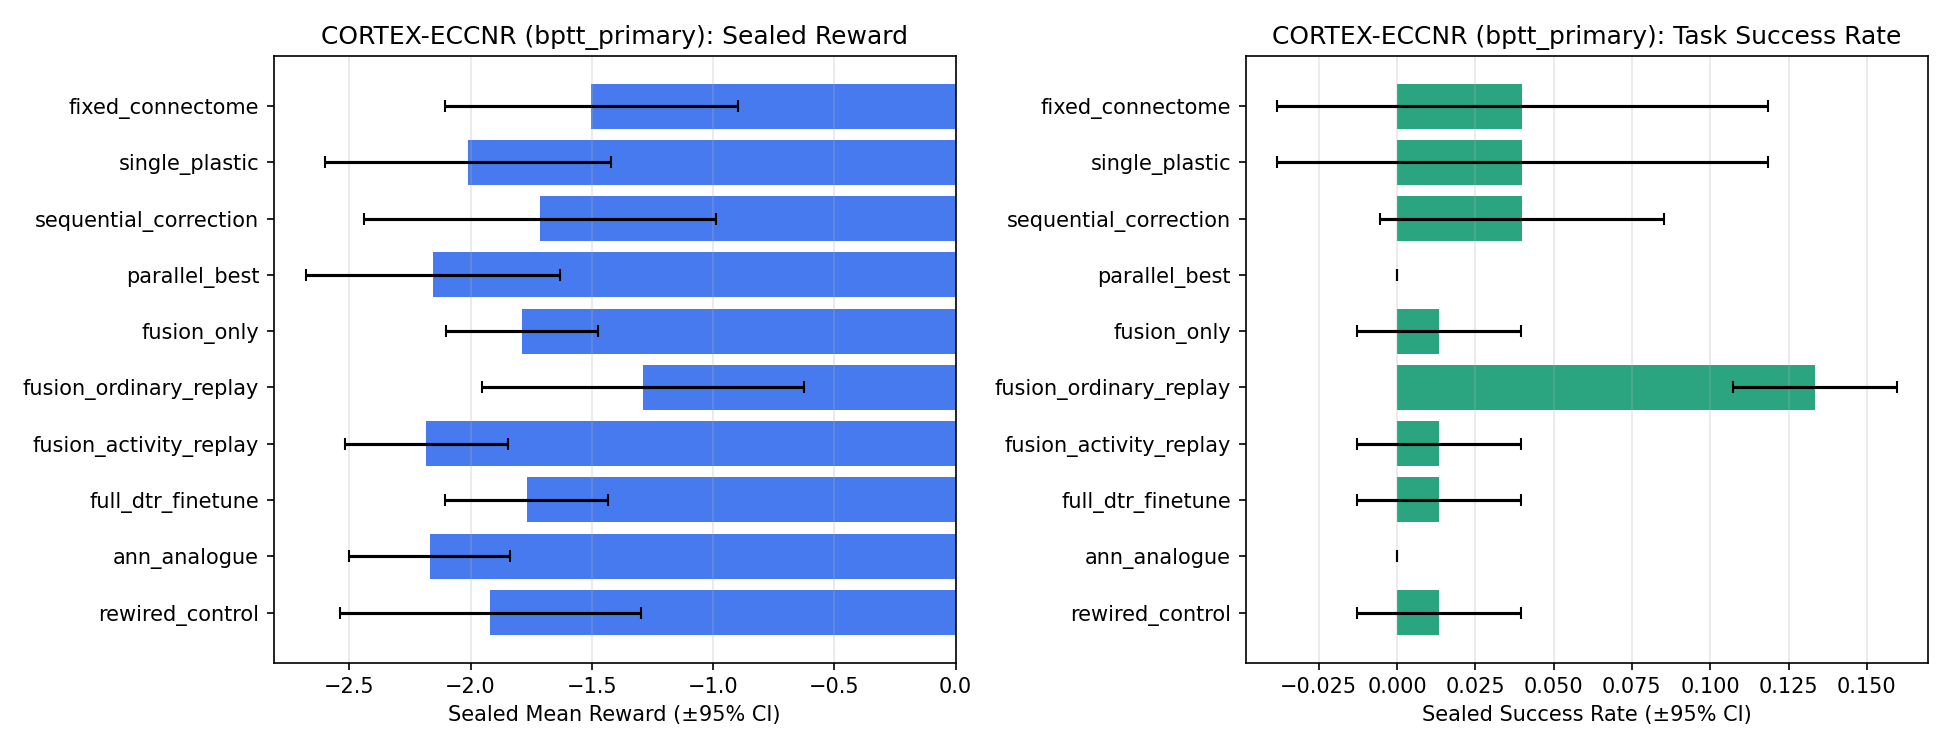 CORTEX-ECCNR (bptt_primary): Sealed Reward
fixed_connectome
single_plastic
sequential_correction
parallel_best
fusion_only
fusion_ordinary_replay
fusion_activity_replay
full_dtr_finetune
ann_analogue
rewired_control
−2.5 −2.0 −1.5 −1.0 −0.5 0.0
Sealed Mean Reward (±95% CI)
CORTEX-ECCNR (bptt_primary): Task Success Rate
fixed_connectome
single_plastic
sequential_correction
parallel_best
fusion_only
fusion_ordinary_replay
fusion_activity_replay
full_dtr_finetune
ann_analogue
rewired_control
−0.025 0.000 0.025 0.050 0.075 0.100 0.125 0.150
Sealed Success Rate (±95% CI)